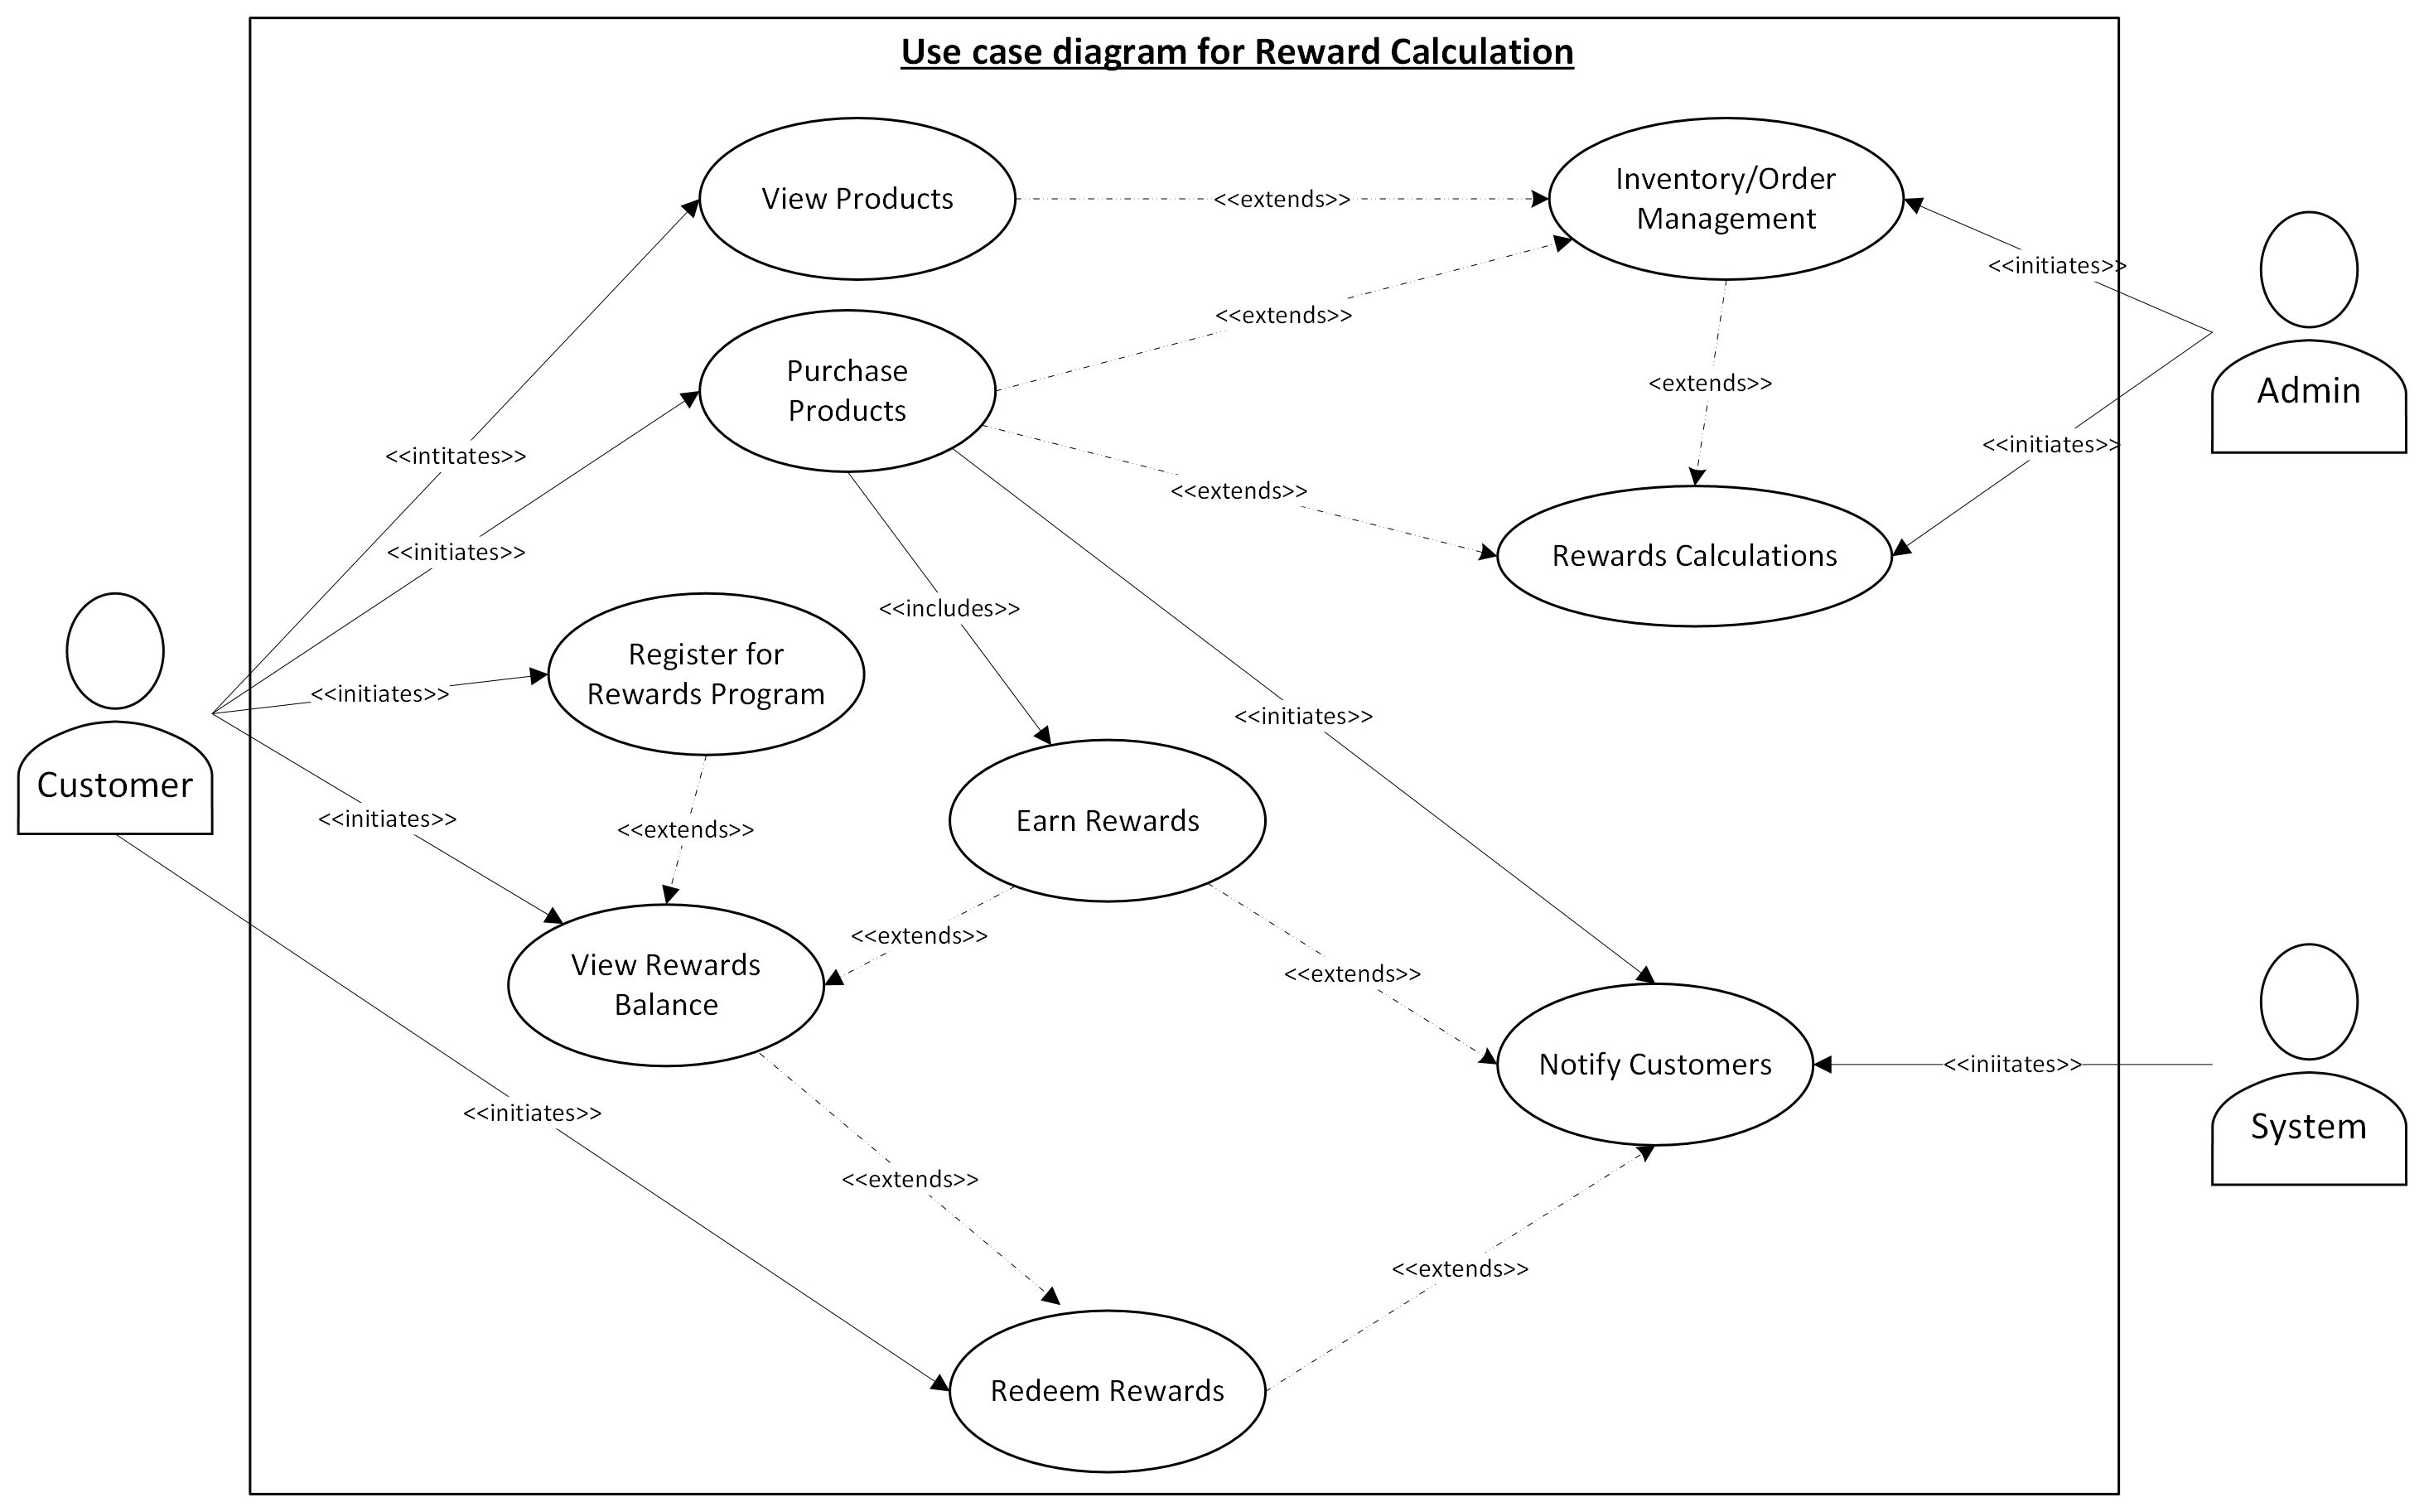 Use case diagram for Reward Calculation
View Products
<<extends>>
Inventory/Order
Management
<<initiates>>
<<extends>>
Purchase
Products
<extends>>
Admin
<<initiates>>
<<intitates>>
<<extends>>
<<initiates>>
Rewards Calculations
<<includes>>
Register for
Rewards Program
<<initiates>>
<<initiates>>
Customer
<<initiates>>
<<extends>>
Earn Rewards
<<extends>>
View Rewards
Balance
<<extends>>
Notify Customers
<<iniitates>>
System
<<initiates>>
<<extends>>
<<extends>>
Redeem Rewards